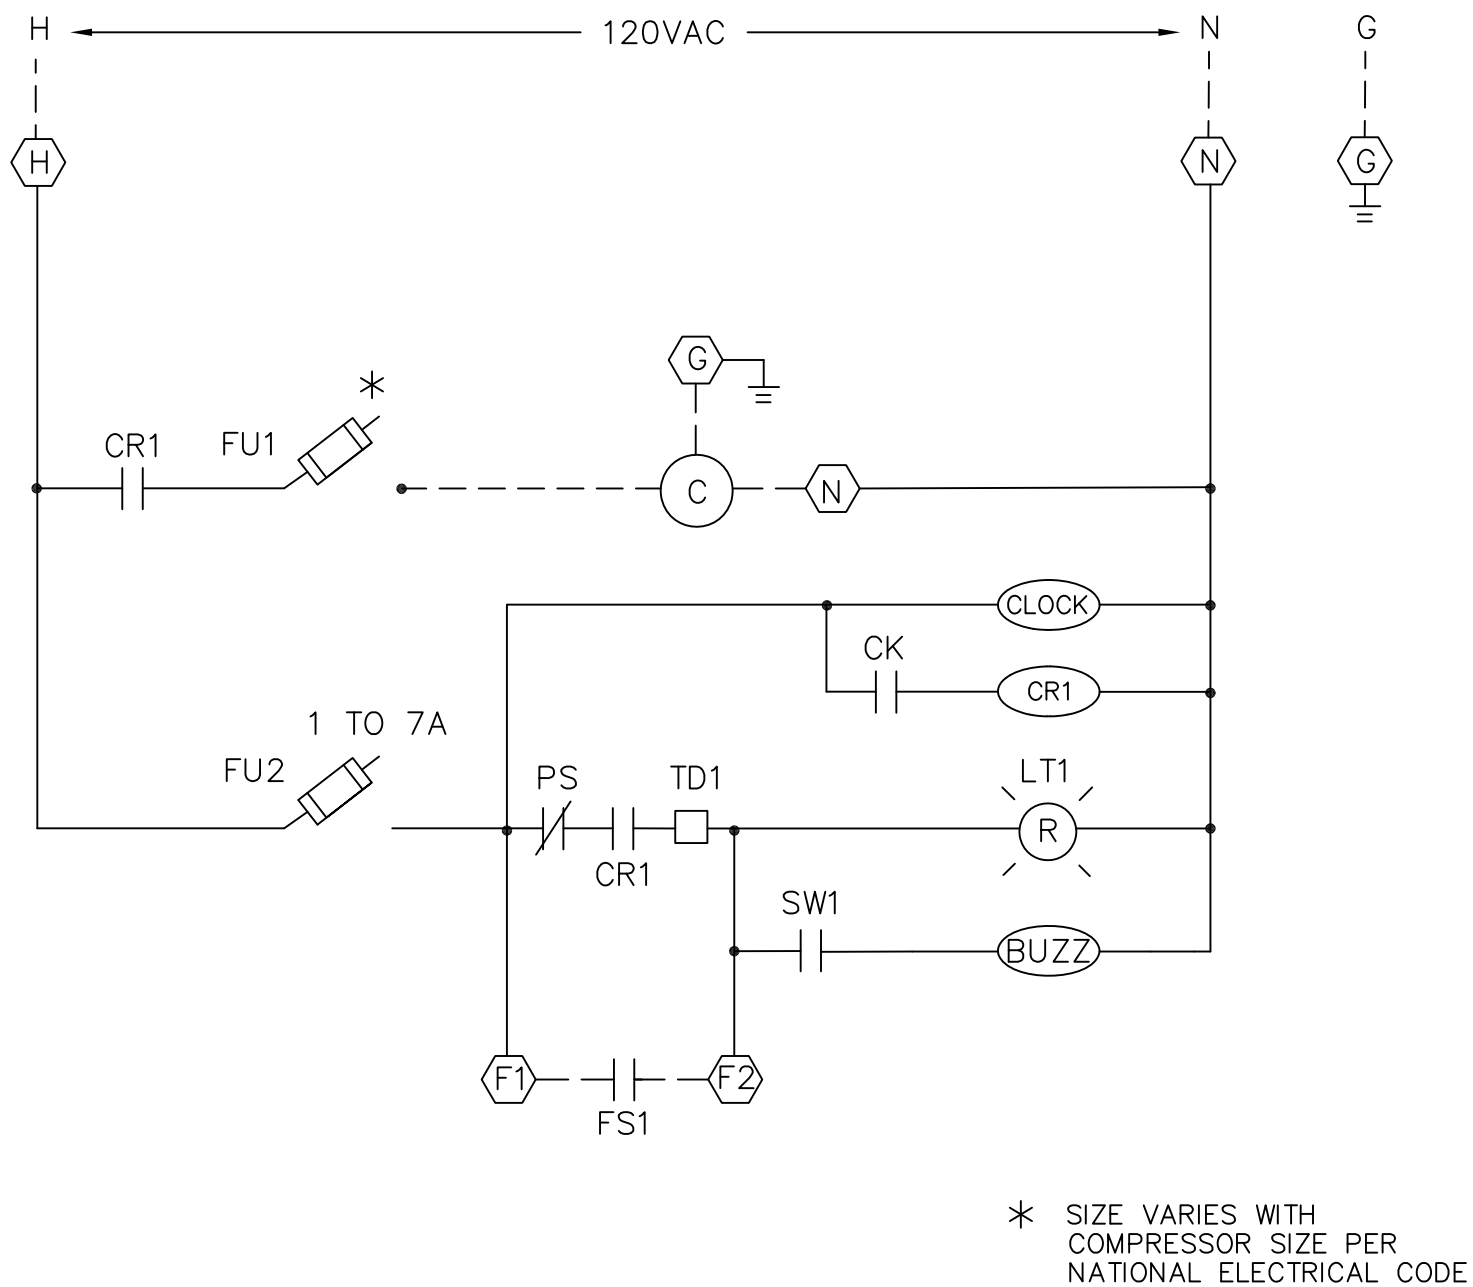 H 120VAC N G
H N G
G
*
CR1 FU1
C N
CLOCK
CK
CR1
1 TO 7A
FU2 PS TD1 LT1
R
CR1
SW1
BUZZ
F1 F2
FS1
* SIZE VARIES WITH
COMPRESSOR SIZE PER
NATIONAL ELECTRICAL CODE